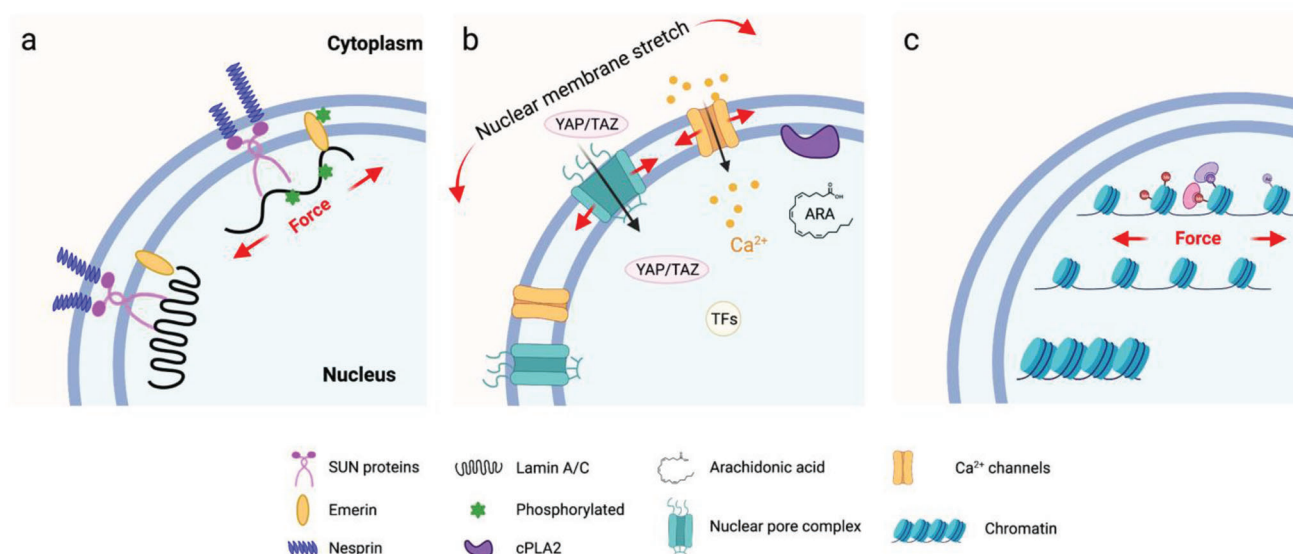 a
Cytoplasm
Force
Nucleus
b
Nuclear membrane stretch
YAP/TAZ
Ca²⁺
O
OH
ARA
YAP/TAZ
TFs
c
Force
SUN proteins
Lamin A/C
Arachidonic acid
Ca²⁺ channels
Emerin
Phosphorylated
Nuclear pore complex
Chromatin
Nesprin
cPLA2